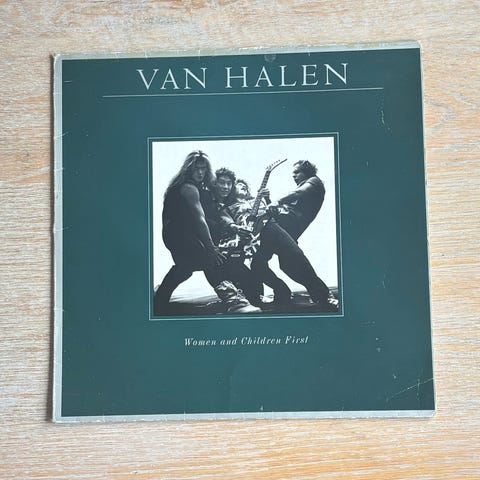 VAN HALEN
Women and Children First